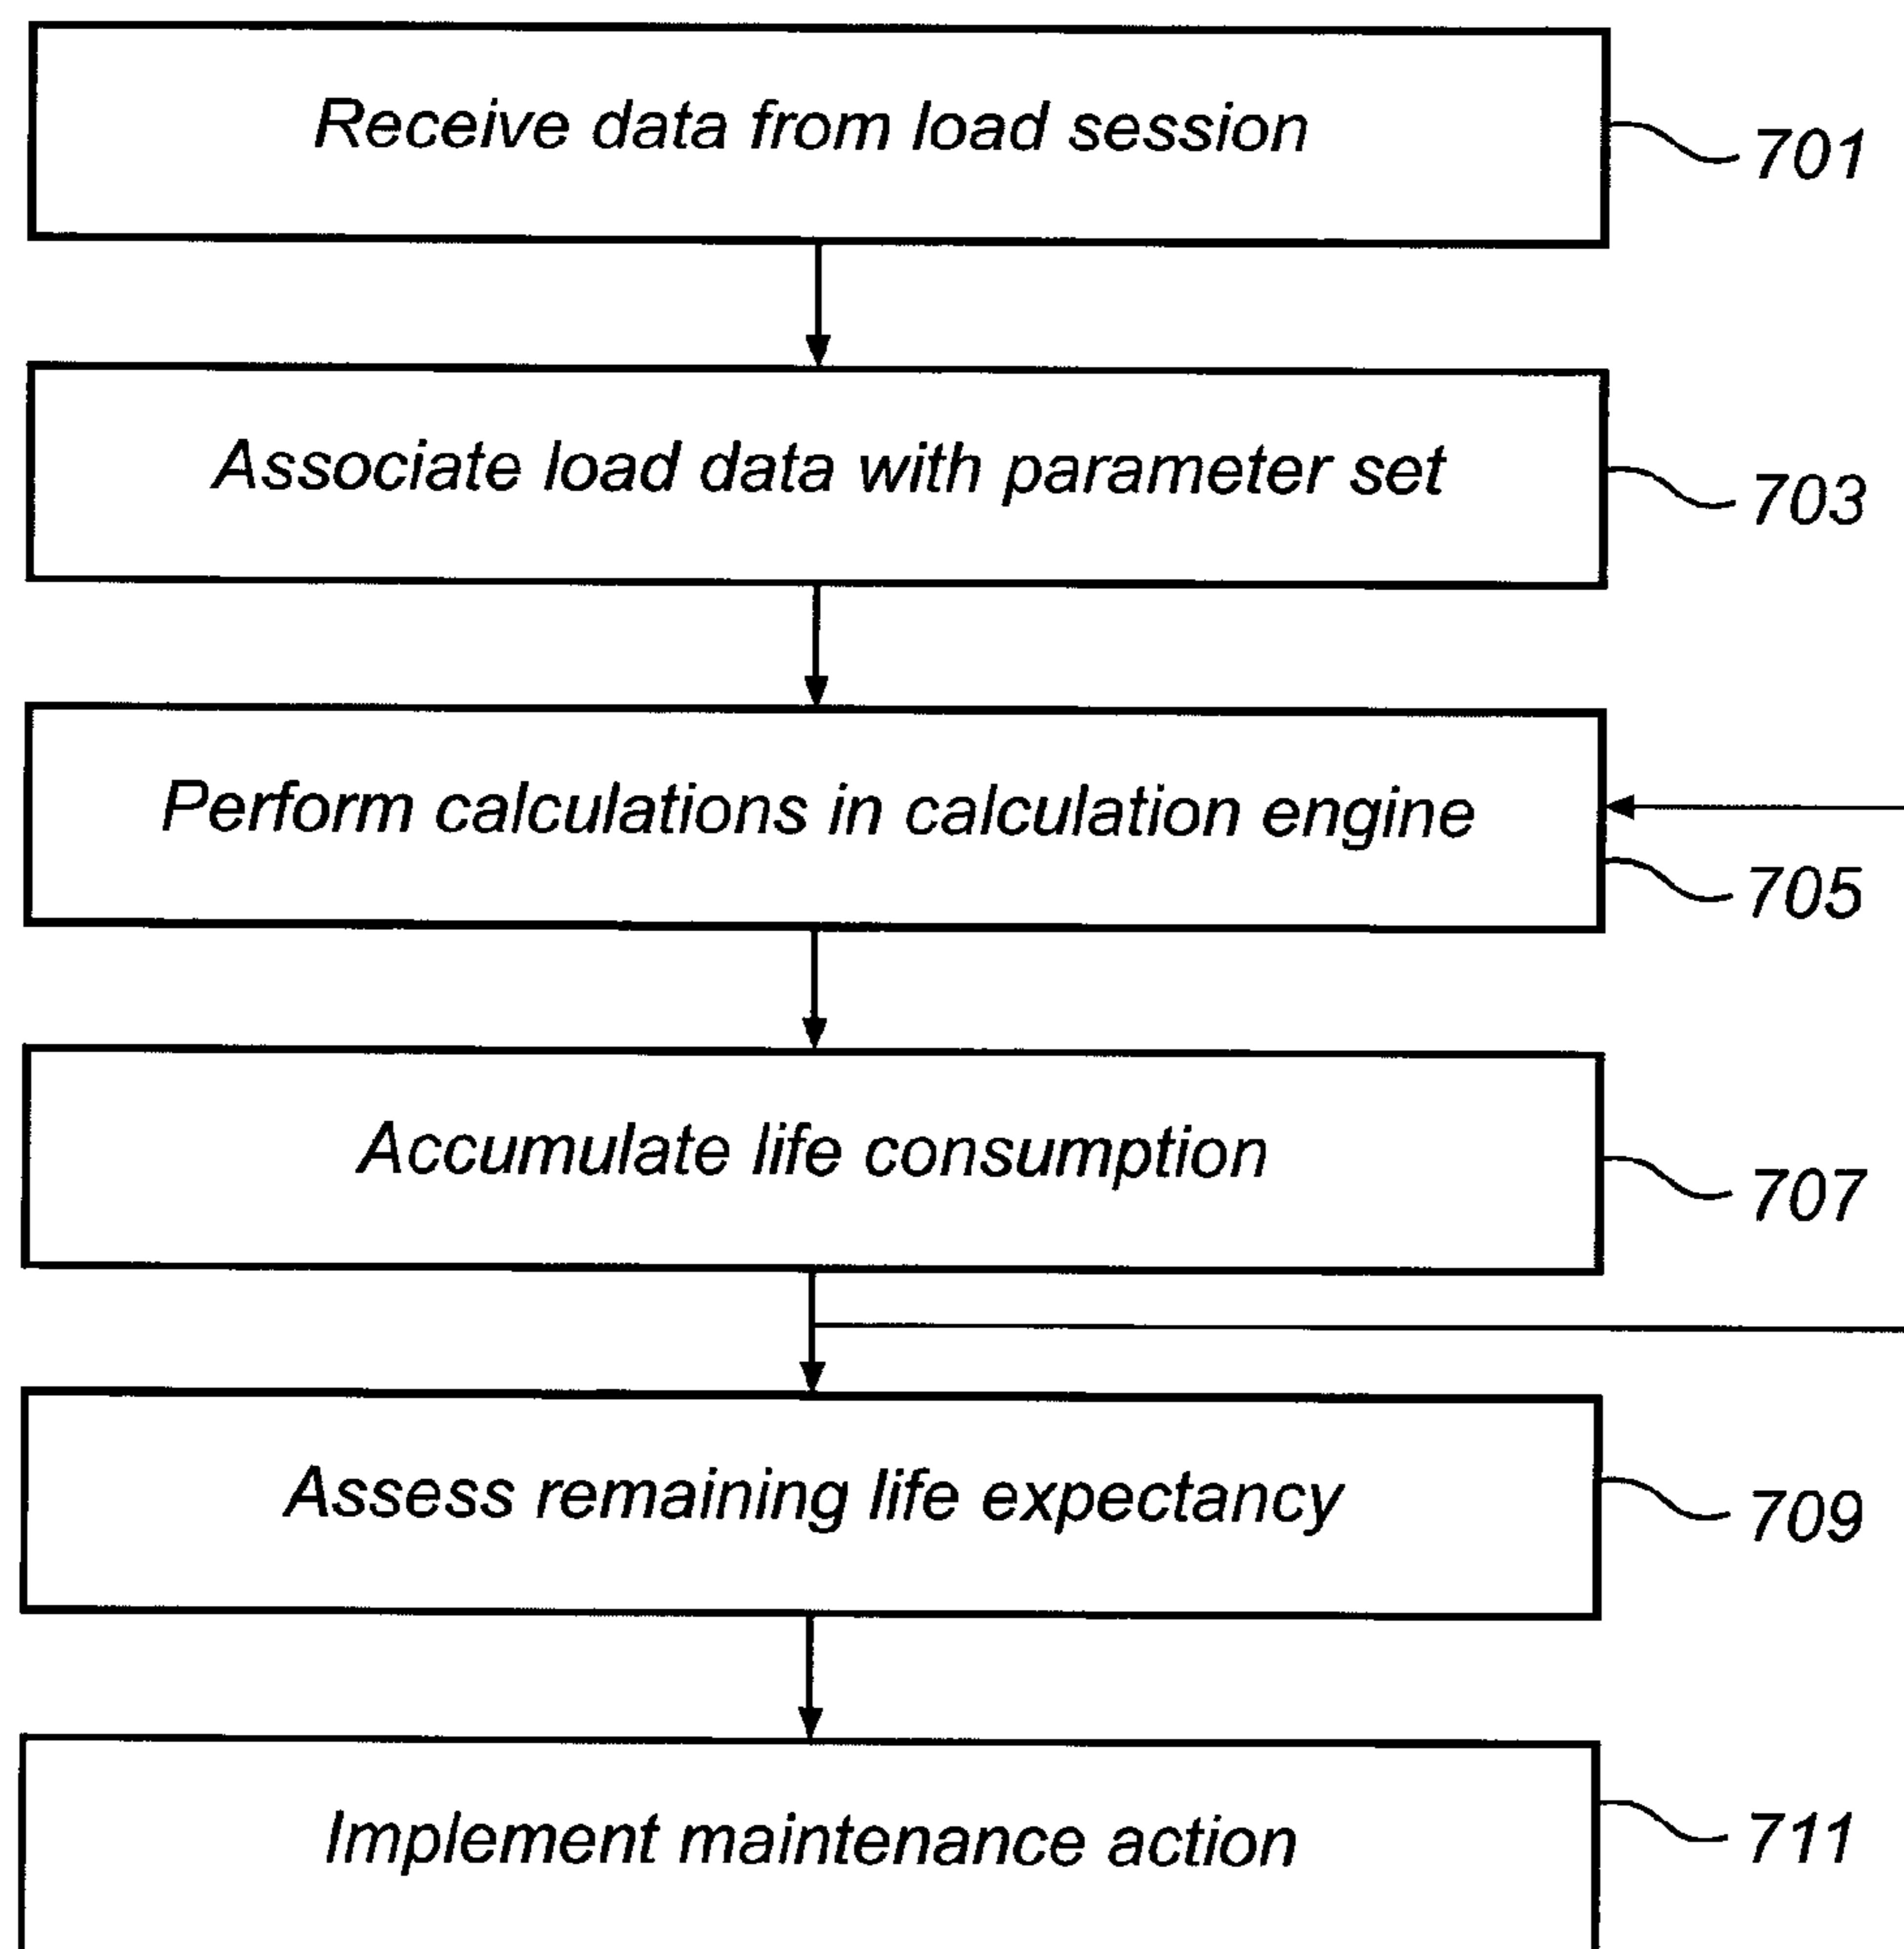 Receive data from load session
701
Associate load data with parameter set
703
Perform calculations in calculation engine
705
Accumulate life consumption
707
Assess remaining life expectancy
709
Implement maintenance action
711